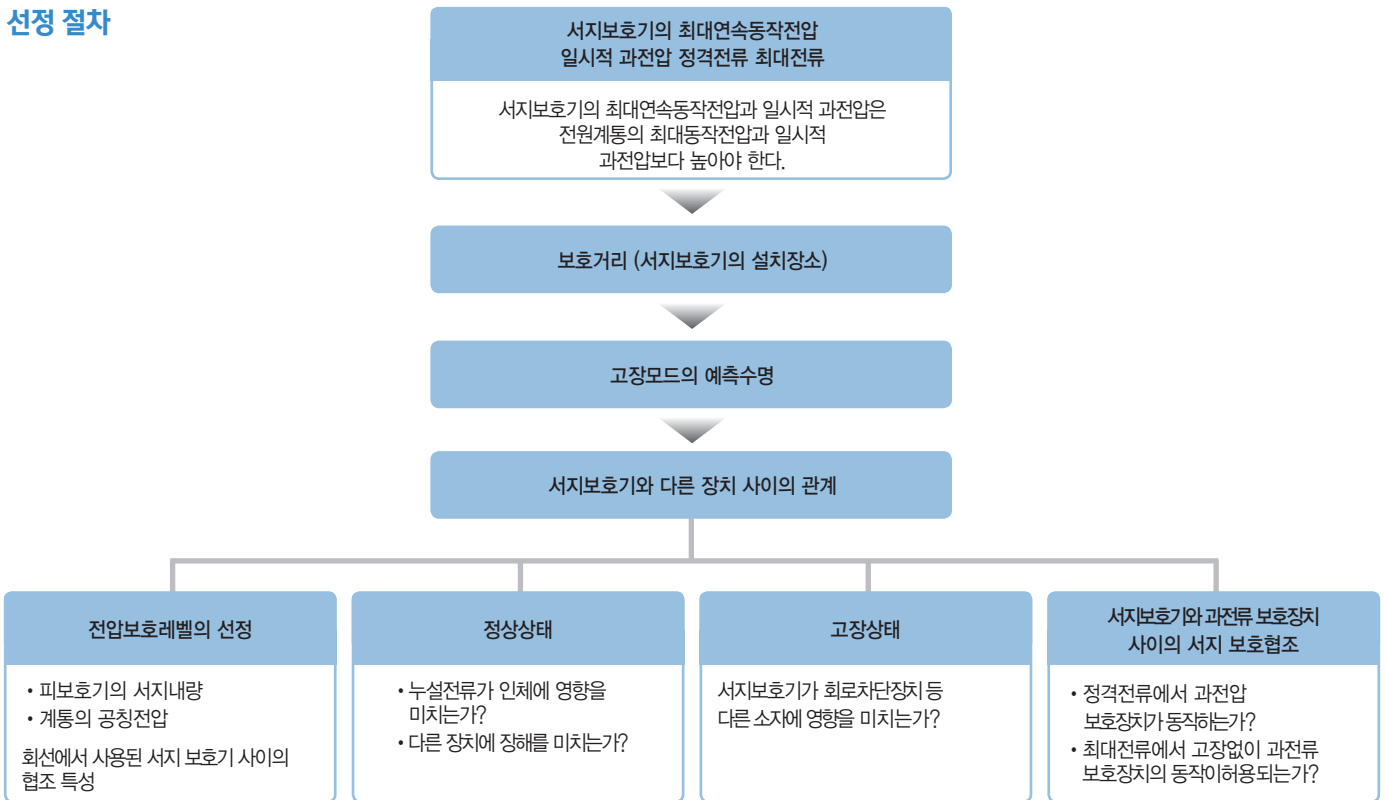 선정 절차
서지보호기의 최대연속동작전압
일시적 과전압 정격전류 최대전류
서지보호기의 최대연속동작전압과 일시적 과전압은
전원계통의 최대동작전압과 일시적
과전압보다 높아야 한다.
보호거리 (서지보호기의 설치장소)
고장모드의 예측수명
서지보호기와 다른 장치 사이의 관계
전압보호레벨의 선정
• 피보호기의 서지내량
• 계통의 공칭전압
회선에서 사용된 서지 보호기 사이의
협조 특성
정상상태
• 누설전류가 인체에 영향을
미치는가?
• 다른 장치에 장해를 미치는가?
고장상태
서지보호기가 회로차단장치 등
다른 소자에 영향을 미치는가?
서지보호기와 과전류 보호장치
사이의 서지 보호협조
• 정격전류에서 과전압
보호장치가 동작하는가?
• 최대전류에서 고장없이 과전류
보호장치의 동작이허용되는가?